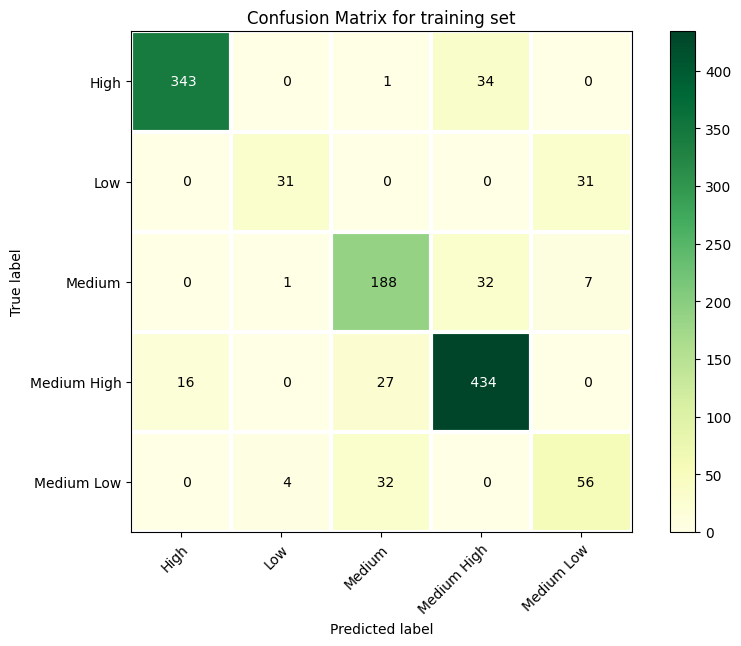 Confusion Matrix for training set
High 343 0 1 34 0
Low 0 31 0 0 31
Medium 0 1 188 32 7
Medium High 16 0 27 434 0
Medium Low 0 4 32 0 56
High Low Medium Medium High Medium Low
Predicted label
True label
400
350
300
250
200
150
100
50
0